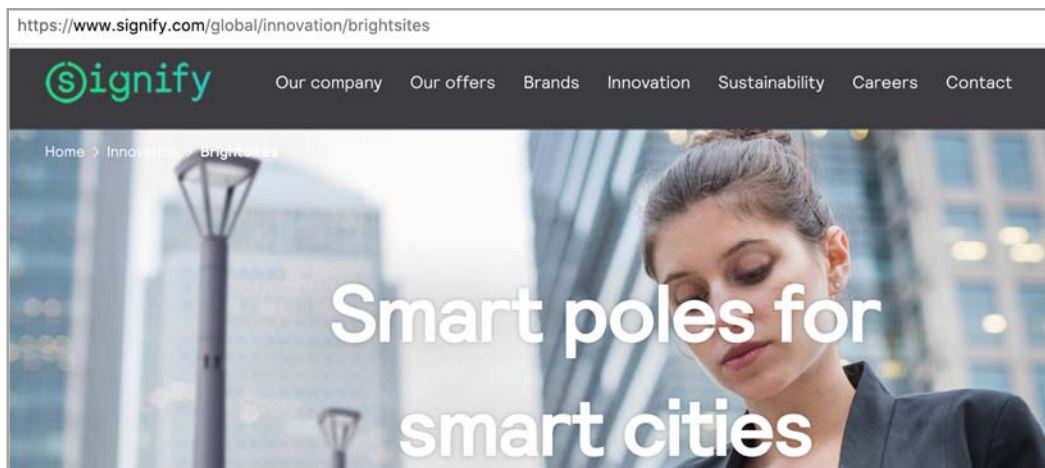 https://www.signify.com/global/innovation/brightsites
Signify
Our company Our offers Brands Innovation Sustainability Careers Contact
Home > Innovation > BrightSites
Smart poles for
smart cities